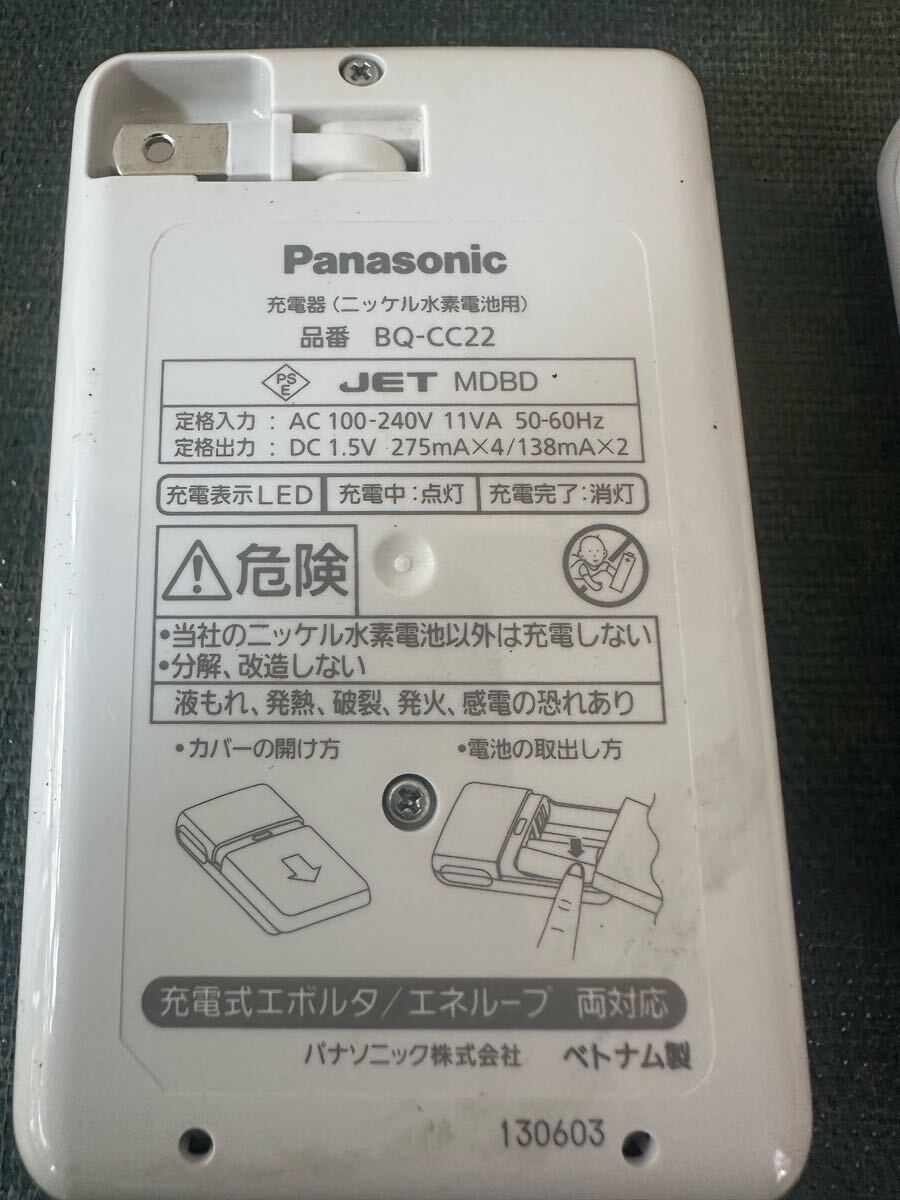 Panasonic
充電器（ニッケル水素電池用）
品番 BQ-CC22
PSE JET MDBD
定格入力 : AC 100-240V 11VA 50-60Hz
定格出力 : DC 1.5V 275mA×4/138mA×2
充電表示LED 充電中:点灯 充電完了:消灯
危険
•当社のニッケル水素電池以外は充電しない
•分解、改造しない
液もれ、発熱、破裂、発火、感電の恐れあり
•カバーの開け方 •電池の取出し方
充電式エボルタ/エネループ 両対応
パナソニック株式会社 ベトナム製
130603